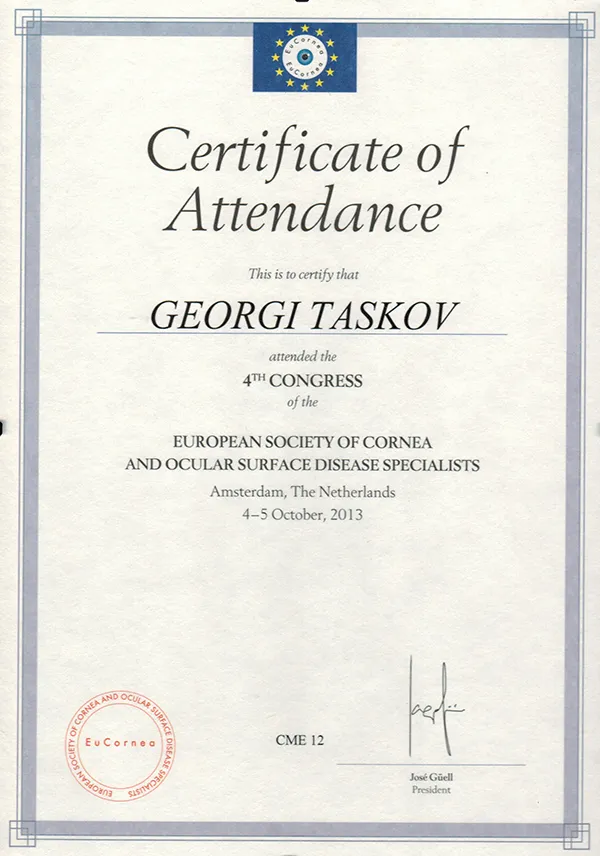 EuCornea
EuCornea
Certificate of
Attendance
This is to certify that
GEORGI TASKOV
attended the
4TH CONGRESS
of the
EUROPEAN SOCIETY OF CORNEA
AND OCULAR SURFACE DISEASE SPECIALISTS
Amsterdam, The Netherlands
4–5 October, 2013
EUROPEAN SOCIETY OF CORNEA AND OCULAR SURFACE DISEASE SPECIALISTS
EuCornea
CME 12
José Güell
President